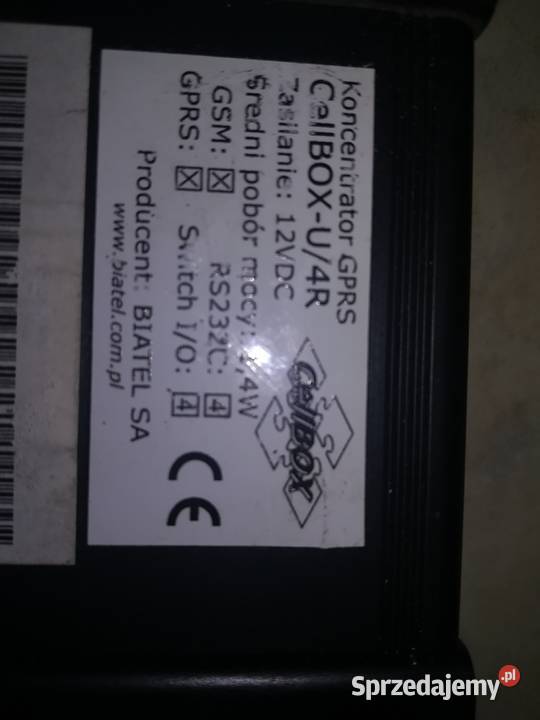 Koncentrator GPRS
CellBOX-U/4R
Zasilanie: 12VDC
Średni pobór mocy: ,4W
GSM: X RS232C: 4
GPRS: X Switch I/O: 4
Producent: BIATEL SA
www.biatel.com.pl
CellBOX
CE
Sprzedajemy.pl